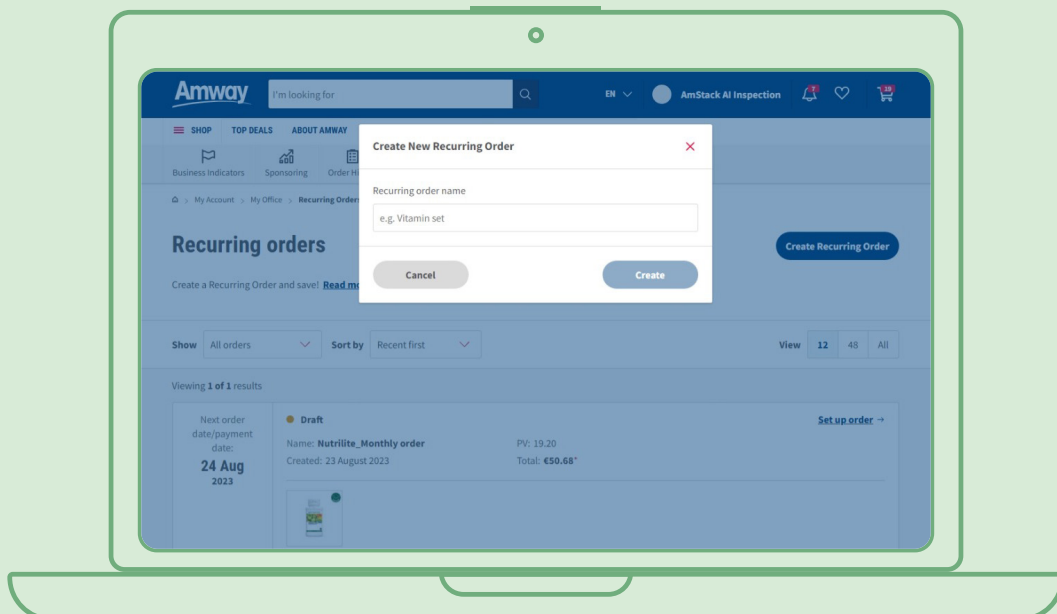 Amway
I'm looking for
EN
AmStack AI Inspection
7
19
SHOP TOP DEALS ABOUT AMWAY
Business Indicators Sponsoring Order Hi
My Account > My Office > Recurring Orders
Create New Recurring Order
Recurring order name
e.g. Vitamin set
Cancel Create
Recurring orders
Create Recurring Order
Create a Recurring Order and save! Read mo
Show All orders Sort by Recent first View 12 48 All
Viewing 1 of 1 results
Next order
date/payment
date:
24 Aug
2023
Draft
Set up order →
Name: Nutrilite_Monthly order PV: 19.20
Created: 23 August 2023 Total: €50.68*